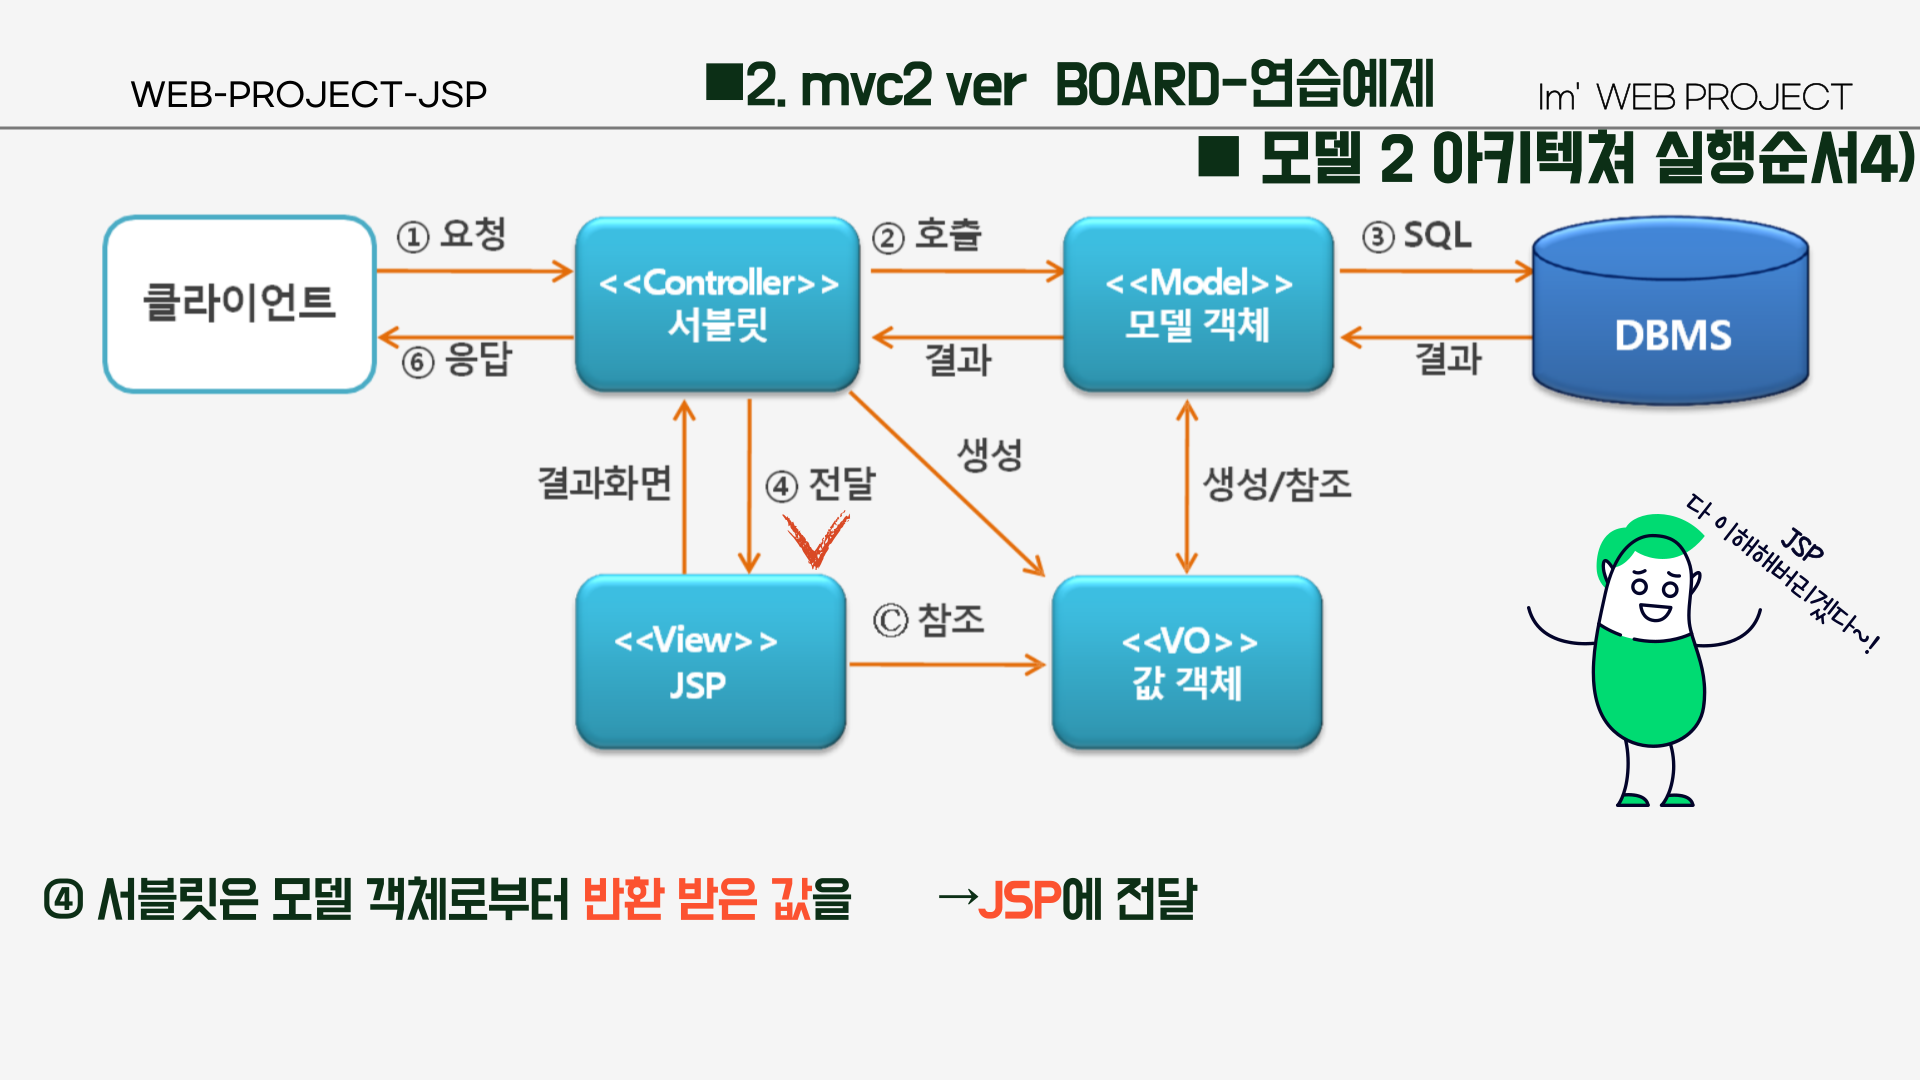 WEB-PROJECT-JSP
■2. mvc2 ver BOARD-연습예제
Im' WEB PROJECT
■ 모델 2 아키텍쳐 실행순서4)
① 요청
② 호출
③ SQL
클라이언트
<<Controller>>
서블릿
<<Model>>
모델 객체
DBMS
⑥ 응답
결과
결과
결과화면
④ 전달
생성
생성/참조
JSP
다 이해해버리겠다~!
<<View>>
JSP
Ⓒ 참조
<<VO>>
값 객체
④ 서블릿은 모델 객체로부터 반환 받은 값을 →JSP에 전달